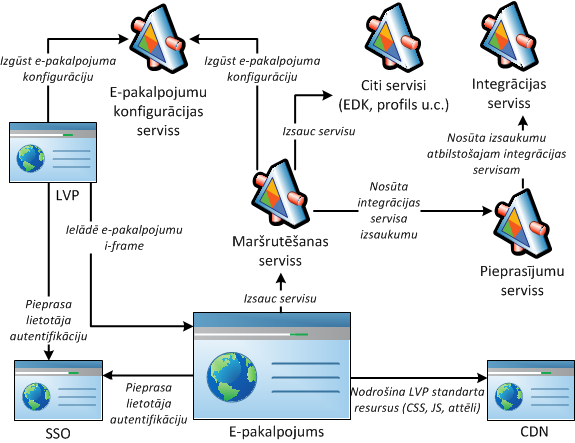 Izgūst e-pakalpojuma
konfigurāciju
E-pakalpojumu
konfigurācijas
serviss
Izgūst e-pakalpojuma
konfigurāciju
Citi servisi
(EDK, profils u.c.)
Integrācijas
serviss
Izsauc servisu
Nosūta izsaukumu
atbilstošajam integrācijas
servisam
LVP
Ielādē e-pakalpojumu
i-frame
Maršrutēšanas
serviss
Nosūta
integrācijas
servisa
izsaukumu
Pieprasījumu
serviss
Pieprasa
lietotāja
autentifikāciju
Izsauc servisu
SSO
Pieprasa
lietotāja
autentifikāciju
E-pakalpojums
Nodrošina LVP standarta
resursus (CSS, JS, attēli)
CDN